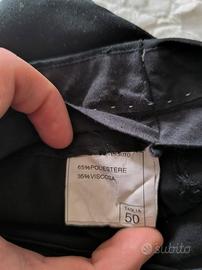 65%POLIESTERE
35%VISCOSA
TAGLIA
50
subito